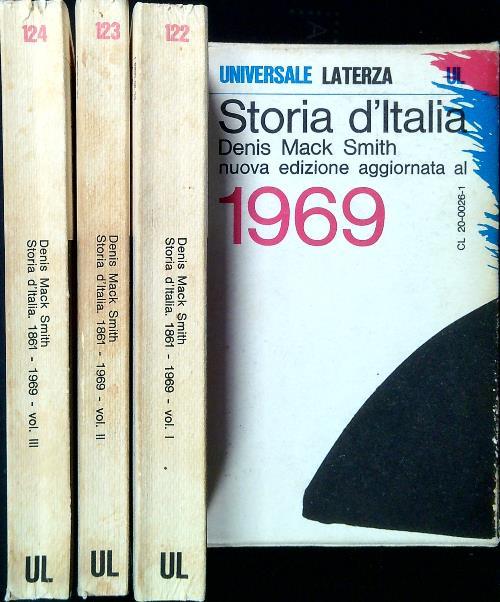 124
Denis Mack Smith
Storia d'Italia. 1861 - 1969 - vol. III
UL
123
Denis Mack Smith
Storia d'Italia. 1861 - 1969 - vol. II
UL
122
Denis Mack Smith
Storia d'Italia. 1861 - 1969 - vol. I
UL
UNIVERSALE LATERZA UL
Storia d'Italia
Denis Mack Smith
nuova edizione aggiornata al
1969
CL 20-0026-1